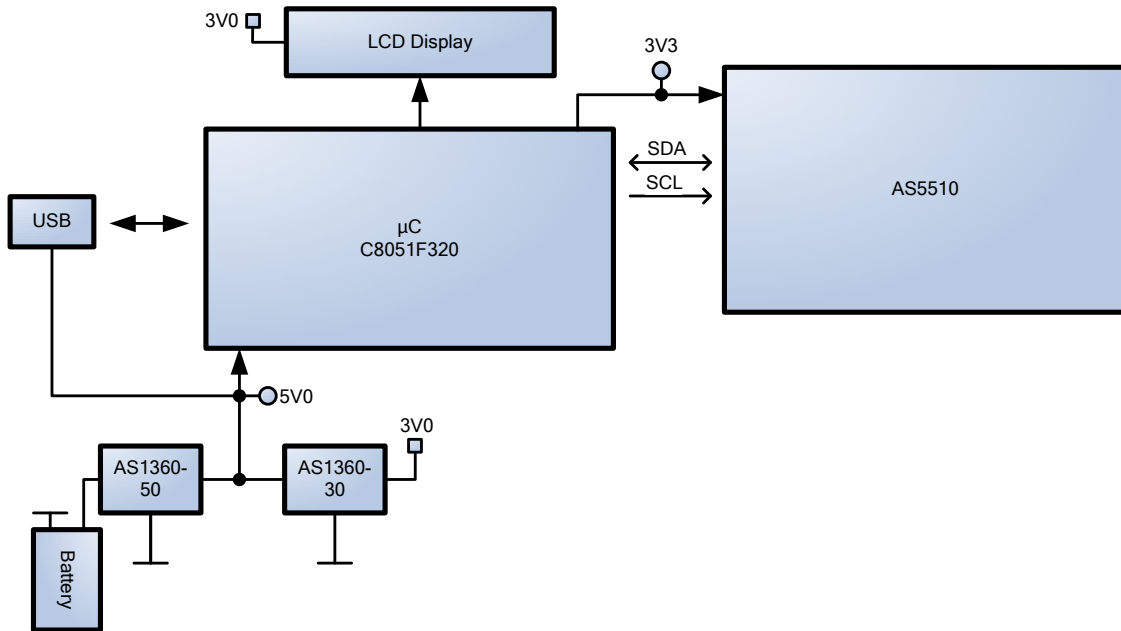 3V0
LCD Display
3V3
SDA
SCL
AS5510
USB
µC
C8051F320
5V0
3V0
AS1360-
50
AS1360-
30
Battery